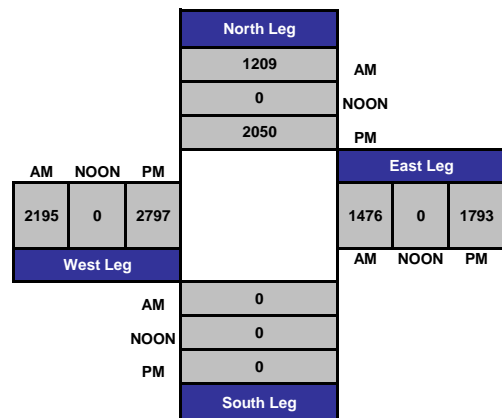 North Leg
1209 AM
0 NOON
2050 PM
AM NOON PM
East Leg
2195 0 2797
1476 0 1793
West Leg
AM NOON PM
AM 0
NOON 0
PM 0
South Leg